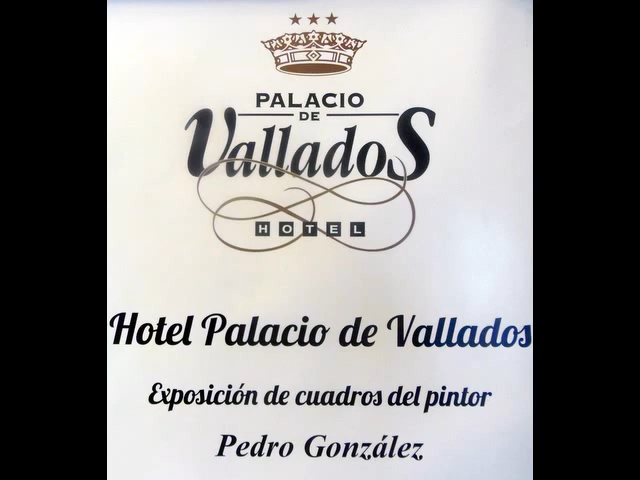 PALACIO
DE
Vallados
HOTEL
Hotel Palacio de Vallados
Exposición de cuadros del pintor
Pedro González